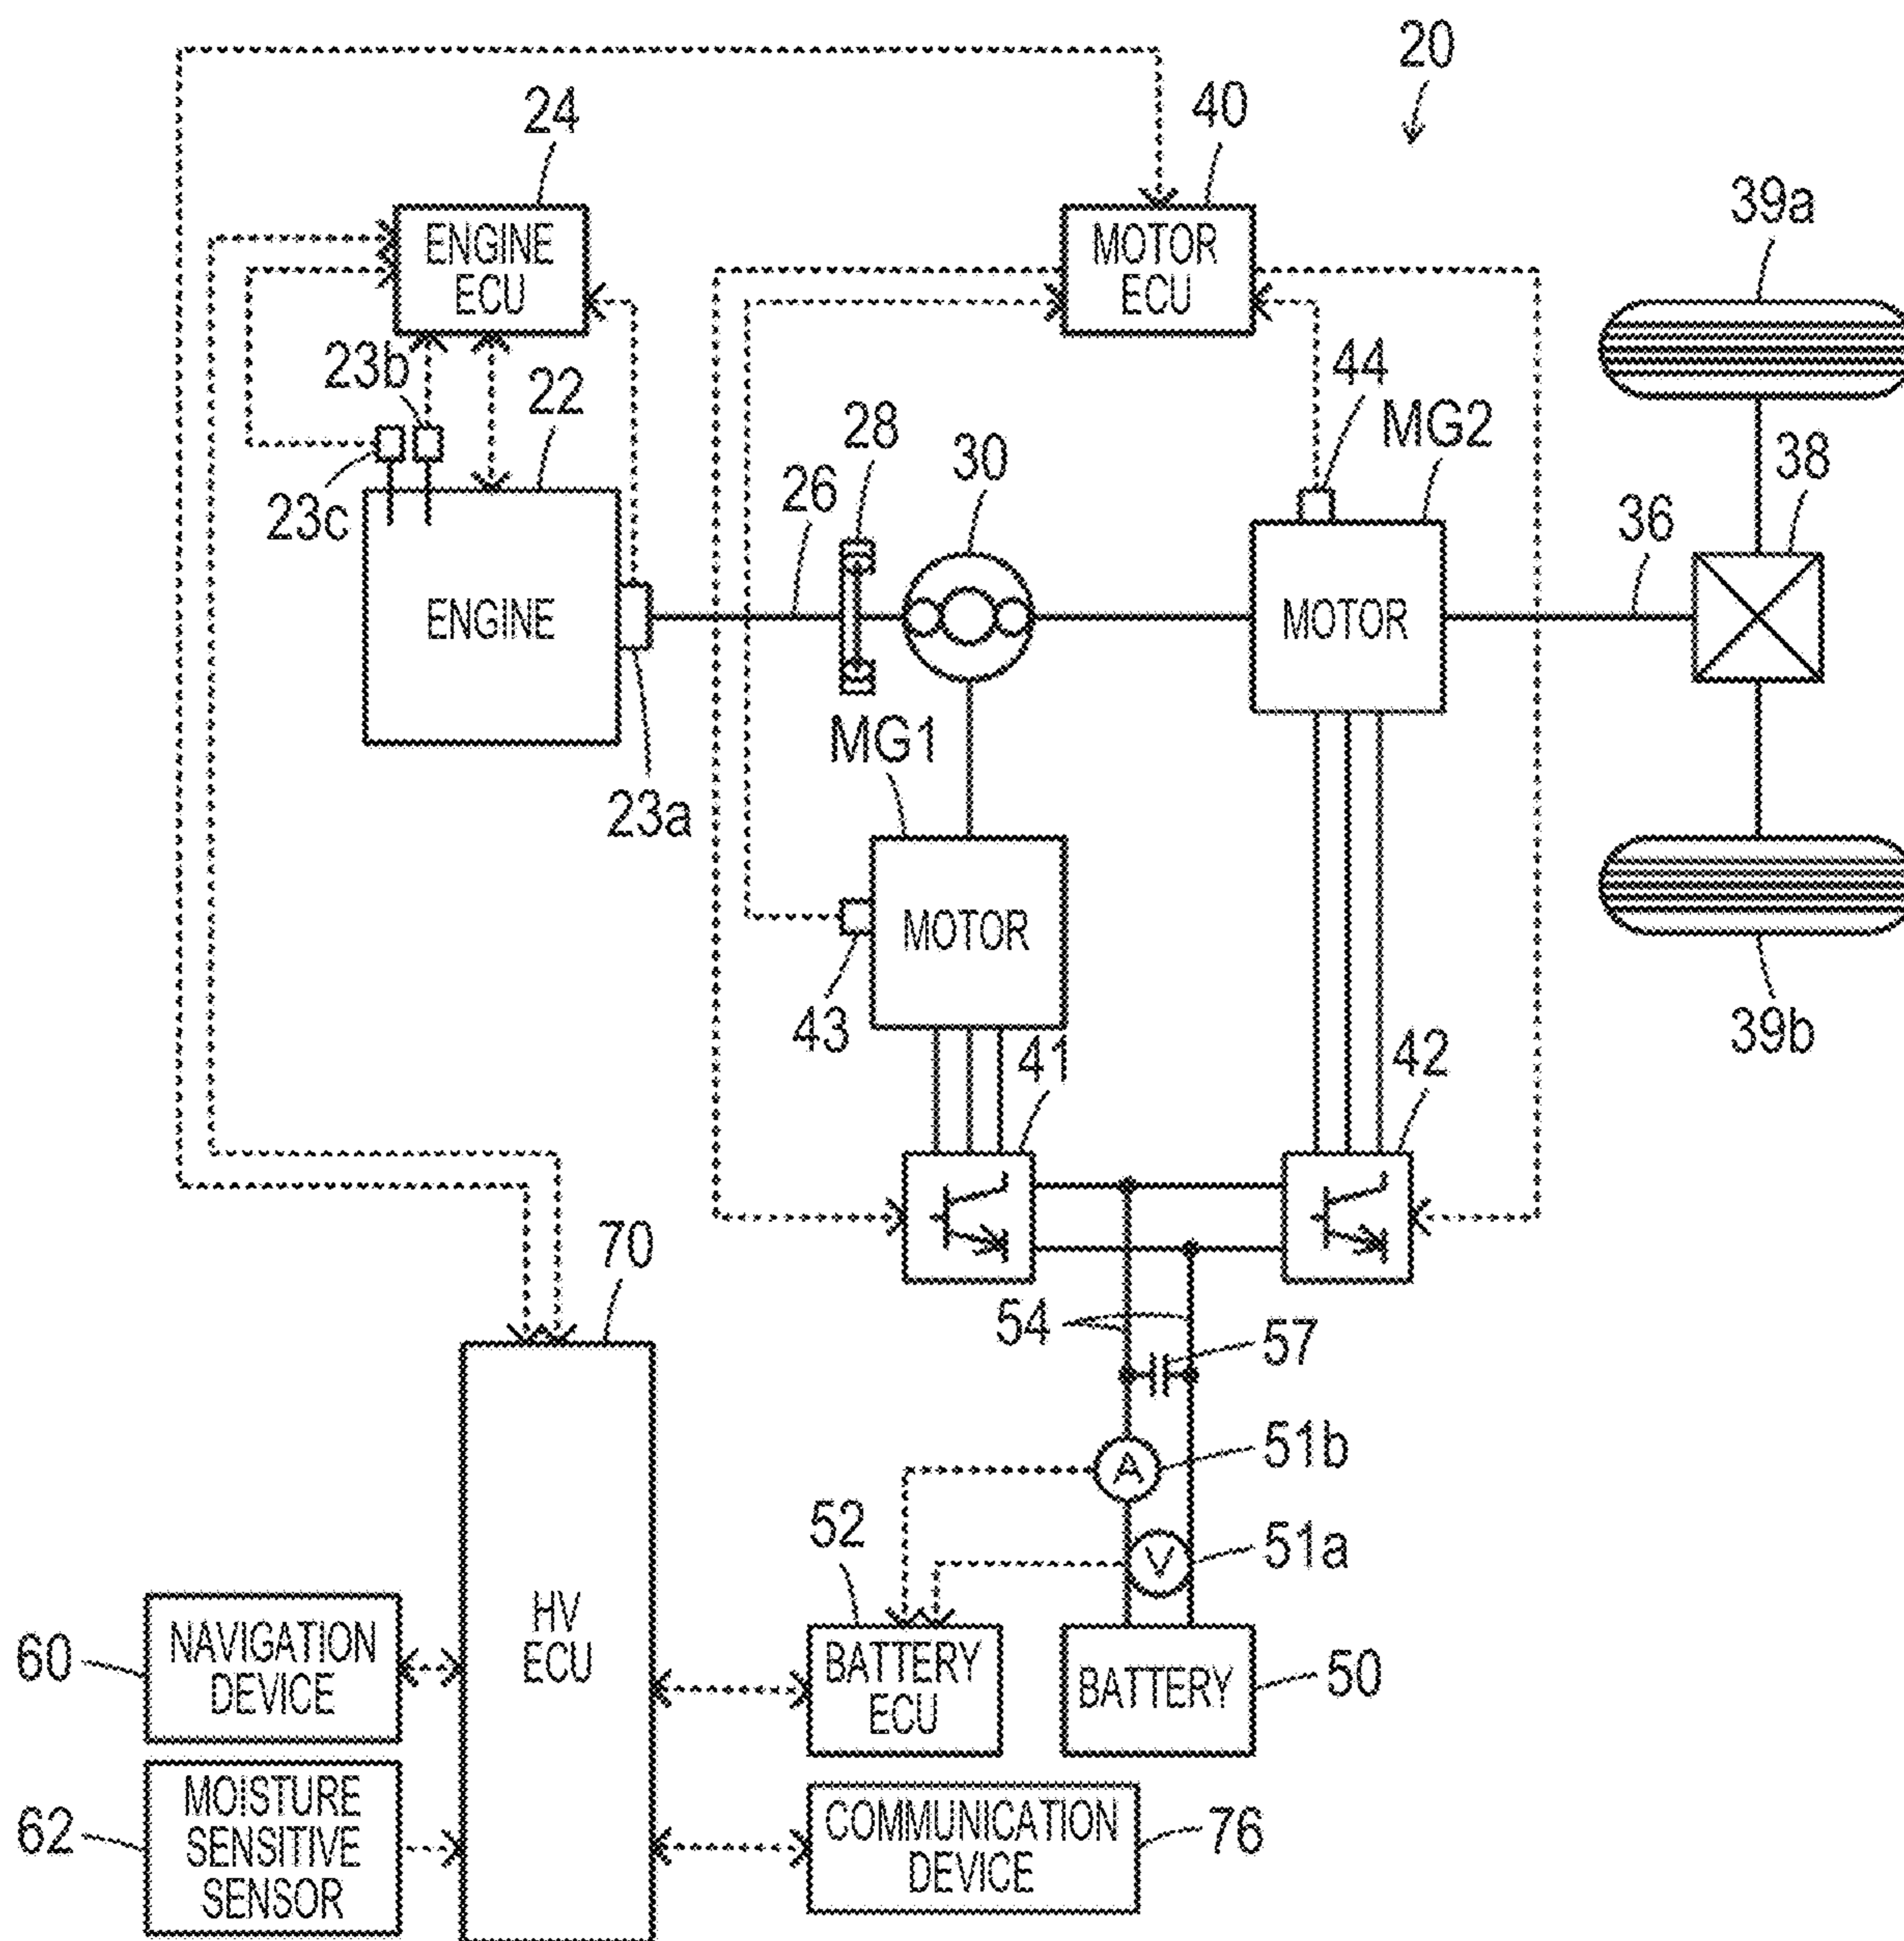 20
24
40
ENGINE
ECU
MOTOR
ECU
39a
23b
22
44
MG2
28
30
38
26
36
23c
ENGINE
MOTOR
MG1
23a
MOTOR
43
41
42
39b
70
54
57
51b
A
52
51a
V
HV
ECU
60
NAVIGATION
DEVICE
BATTERY
ECU
BATTERY
50
62
MOISTURE
SENSITIVE
SENSOR
COMMUNICATION
DEVICE
76